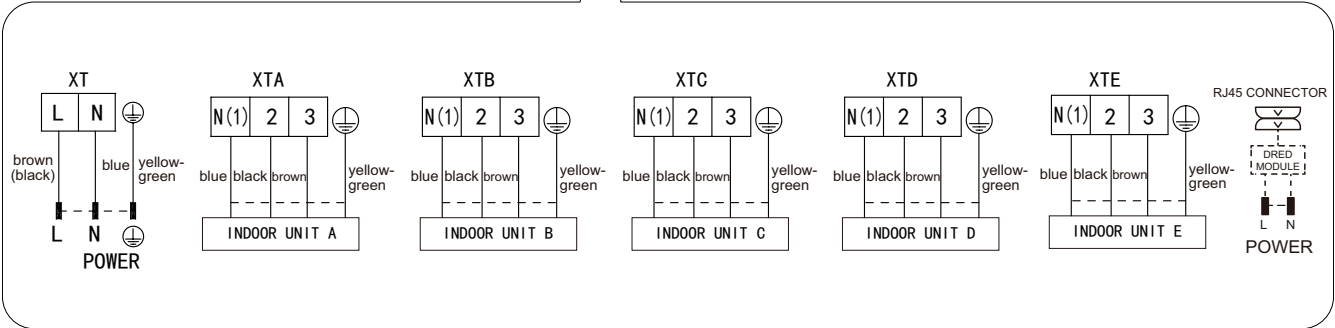 XT
L N
brown
(black)
blue
yellow-
green
L N
POWER
XTA
N(1) 2 3
blue black brown
yellow-
green
INDOOR UNIT A
XTB
N(1) 2 3
blue black brown
yellow-
green
INDOOR UNIT B
XTC
N(1) 2 3
blue black brown
yellow-
green
INDOOR UNIT C
XTD
N(1) 2 3
blue black brown
yellow-
green
INDOOR UNIT D
XTE
N(1) 2 3
blue black brown
yellow-
green
INDOOR UNIT E
RJ45 CONNECTOR
DRED
MODULE
L N
POWER